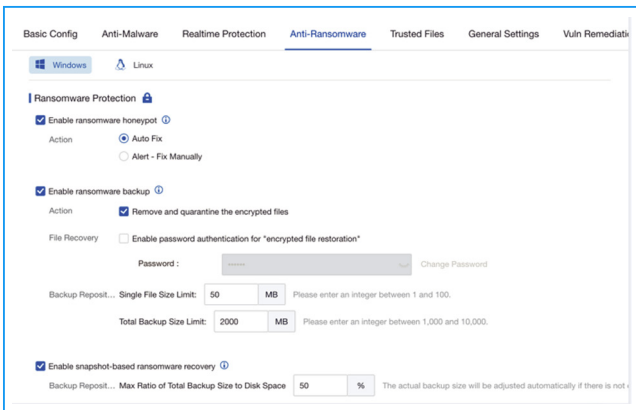 Basic Config Anti-Malware Realtime Protection Anti-Ransomware Trusted Files General Settings Vuln Remediati
Windows Linux
Ransomware Protection
Enable ransomware honeypot
Action Auto Fix
Alert - Fix Manually
Enable ransomware backup
Action Remove and quarantine the encrypted files
File Recovery Enable password authentication for "encrypted file restoration"
Password : Change Password
Backup Reposit... Single File Size Limit: 50 MB Please enter an integer between 1 and 100.
Total Backup Size Limit: 2000 MB Please enter an integer between 1,000 and 10,000.
Enable snapshot-based ransomware recovery
Backup Reposit... Max Ratio of Total Backup Size to Disk Space 50 % The actual backup size will be adjusted automatically if there is not